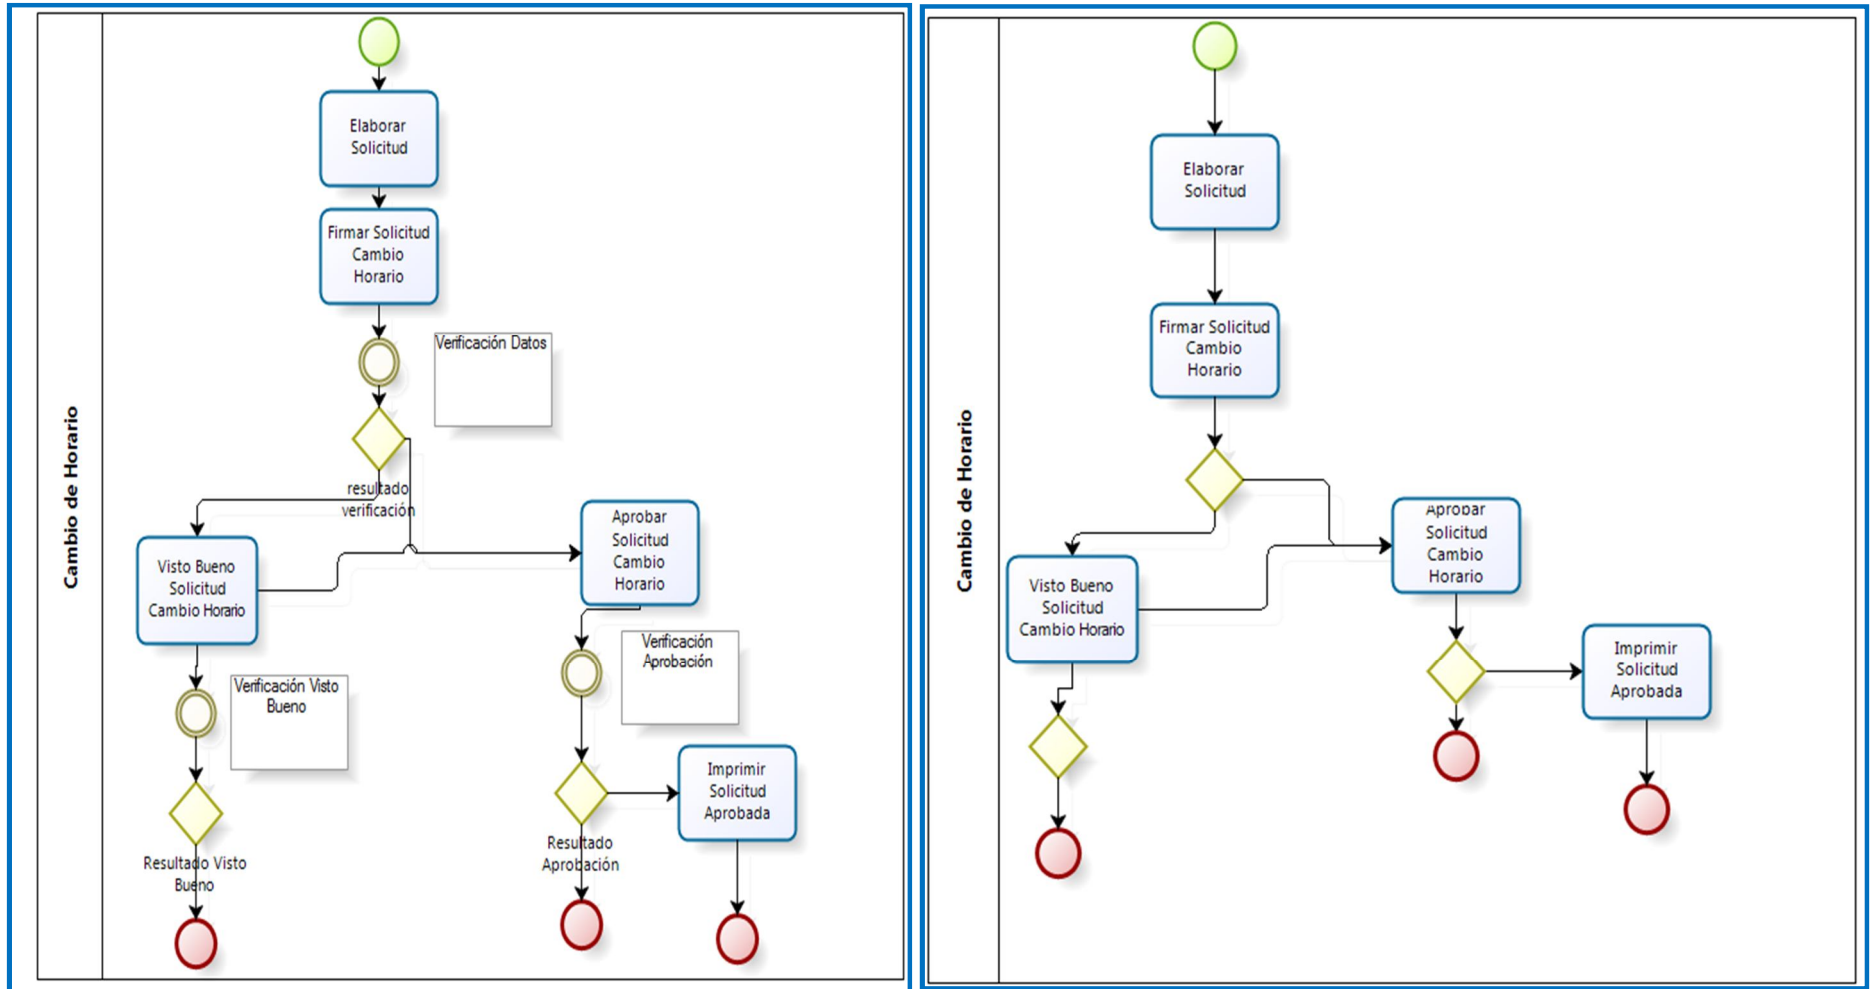 Cambio de Horario
Elaborar
Solicitud
Firmar Solicitud
Cambio
Horario
Verificación Datos
resultado
verificación
Visto Bueno
Solicitud
Cambio Horario
Aprobar
Solicitud
Cambio
Horario
Verificación Visto
Bueno
Verificación
Aprobación
Imprimir
Solicitud
Aprobada
Resultado Visto
Bueno
Resultado
Aprobación
Cambio de Horario
Elaborar
Solicitud
Firmar Solicitud
Cambio
Horario
Visto Bueno
Solicitud
Cambio Horario
Aprobar
Solicitud
Cambio
Horario
Imprimir
Solicitud
Aprobada